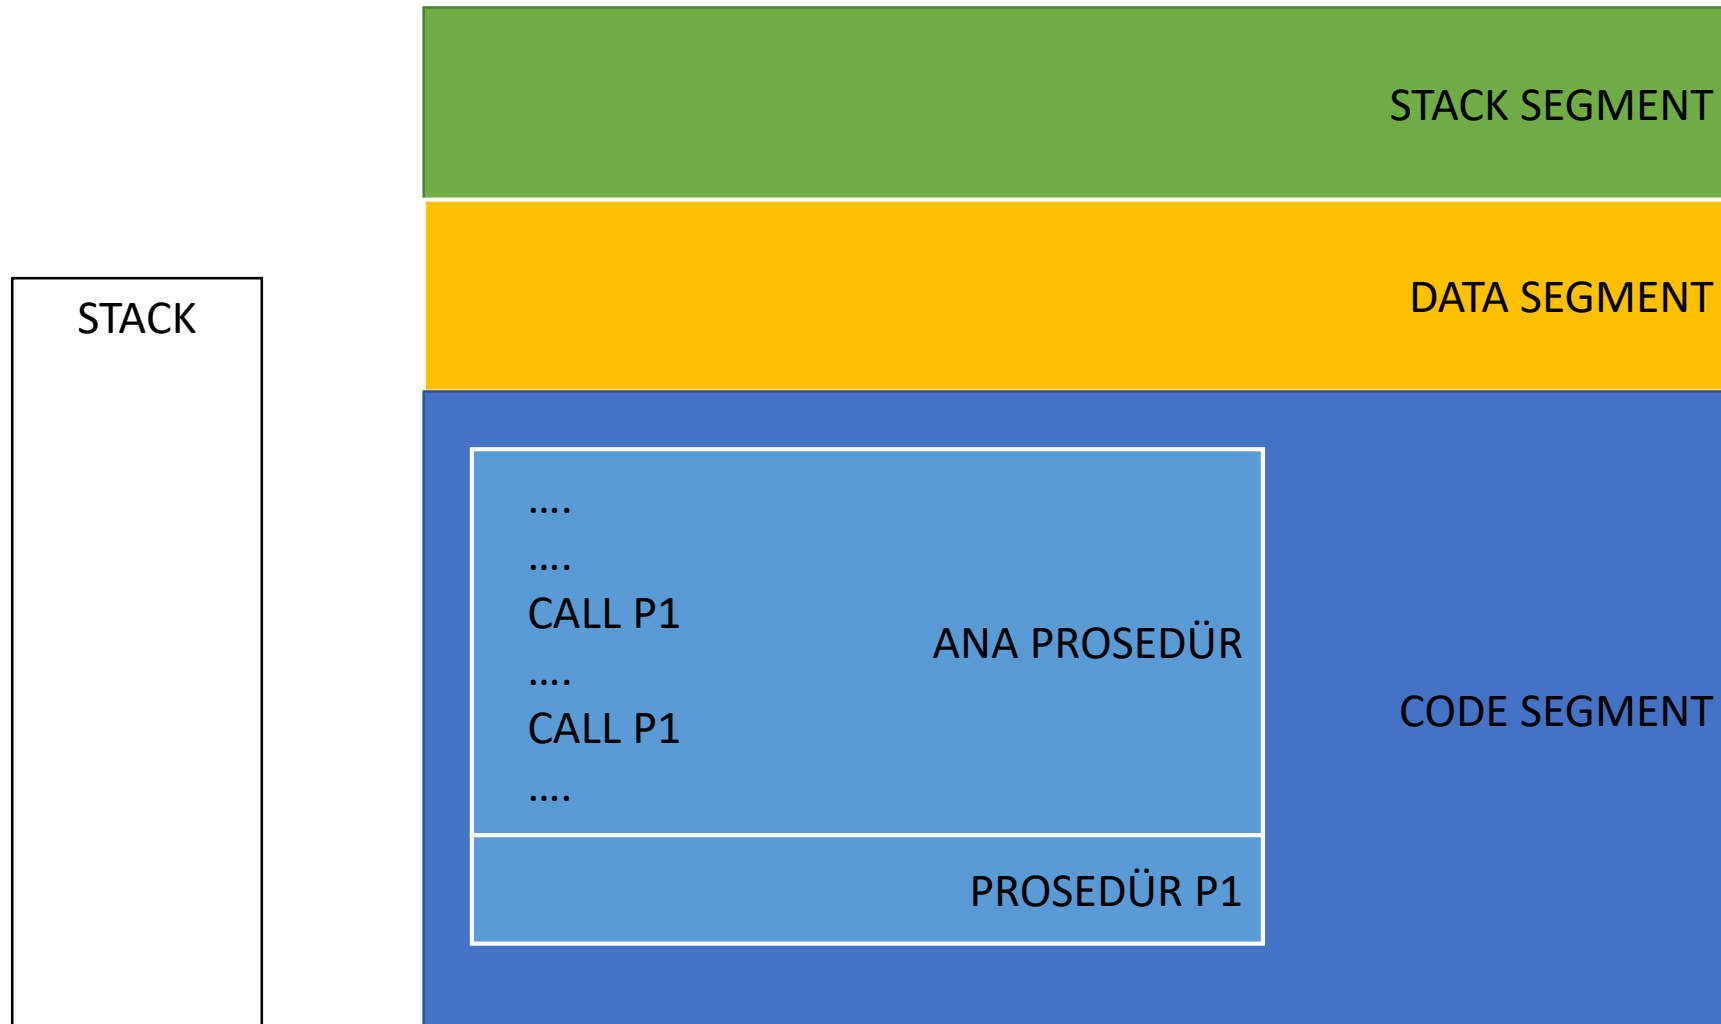 STACK SEGMENT
DATA SEGMENT
STACK
....
....
CALL P1
ANA PROSEDÜR
....
CALL P1
CODE SEGMENT
....
PROSEDÜR P1